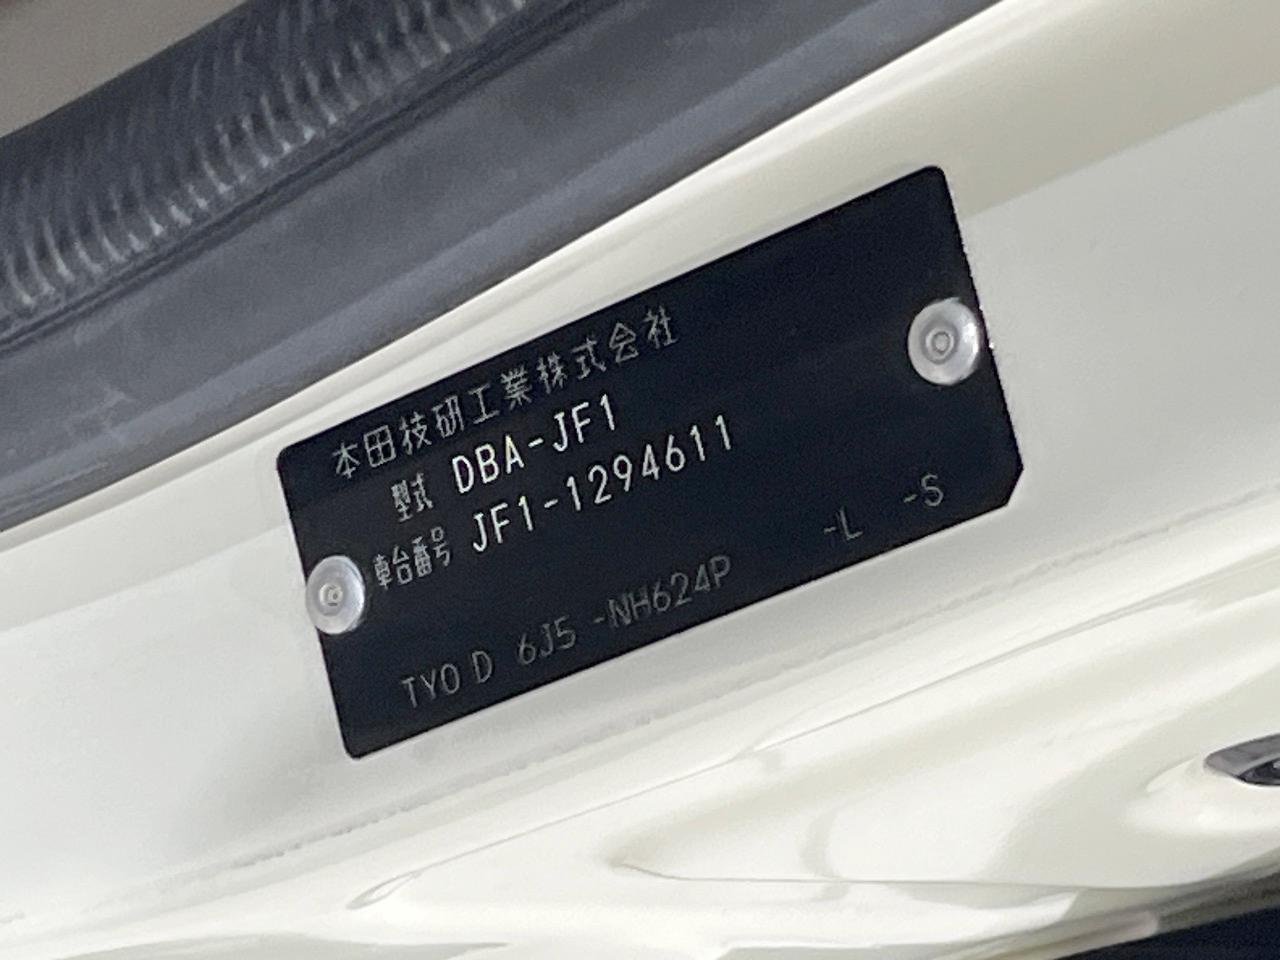 本田技研工業株式会社
型式 DBA-JF1
車台番号 JF1-1294611
TYO D 6J5 -NH624P -L -S